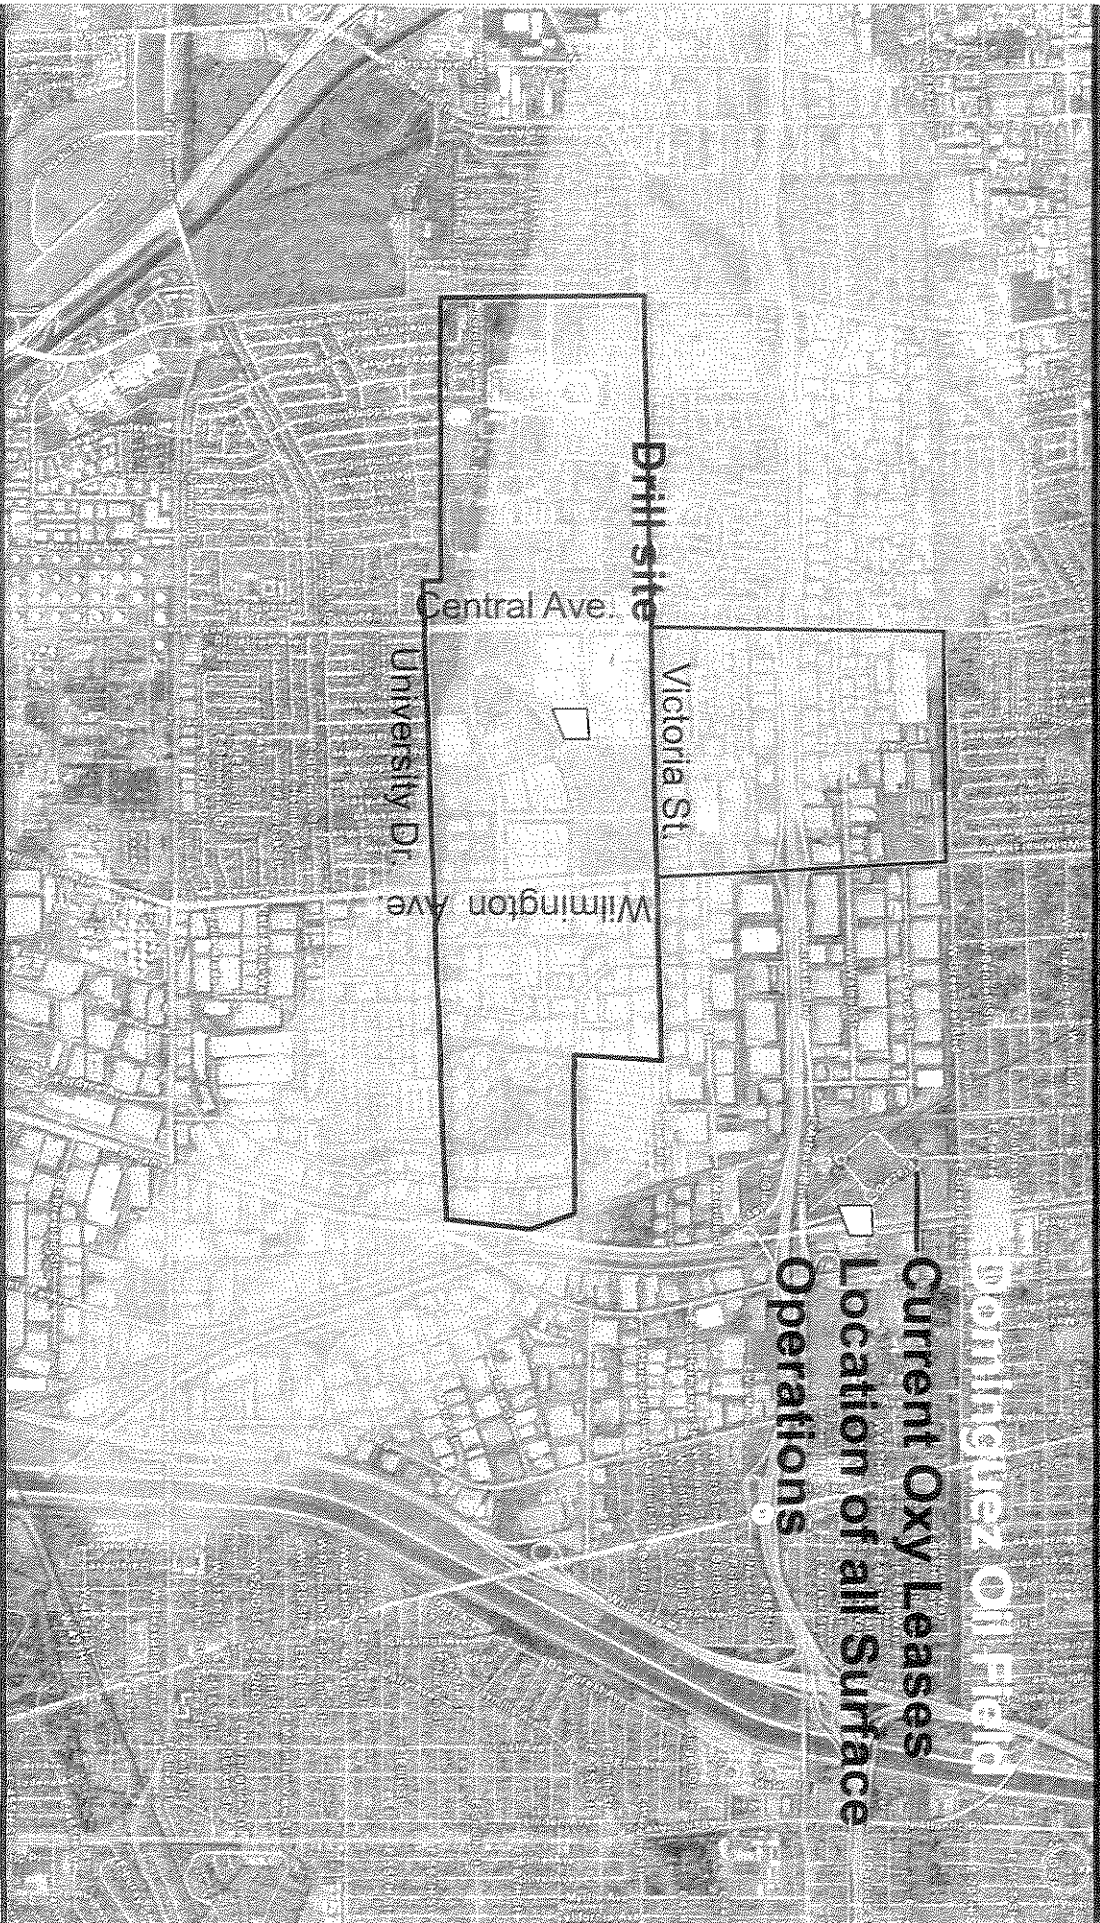 Dominguez Oil Field
Current Oxy Leases
Location of all Surface
Operations
Drill site
Victoria St.
Central Ave.
Wilmington Ave.
University Dr.